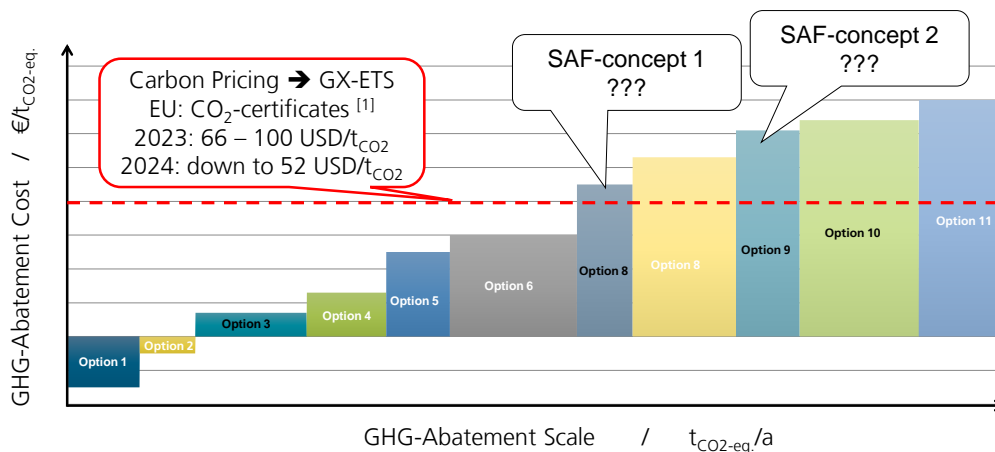 GHG-Abatement Cost / €/tCO2-eq.
Carbon Pricing ➔ GX-ETS
EU: CO2-certificates [1]
2023: 66 – 100 USD/tCO2
2024: down to 52 USD/tCO2
SAF-concept 1
???
SAF-concept 2
???
Option 1
Option 2
Option 3
Option 4
Option 5
Option 6
Option 8
Option 8
Option 9
Option 10
Option 11
GHG-Abatement Scale / tCO2-eq./a